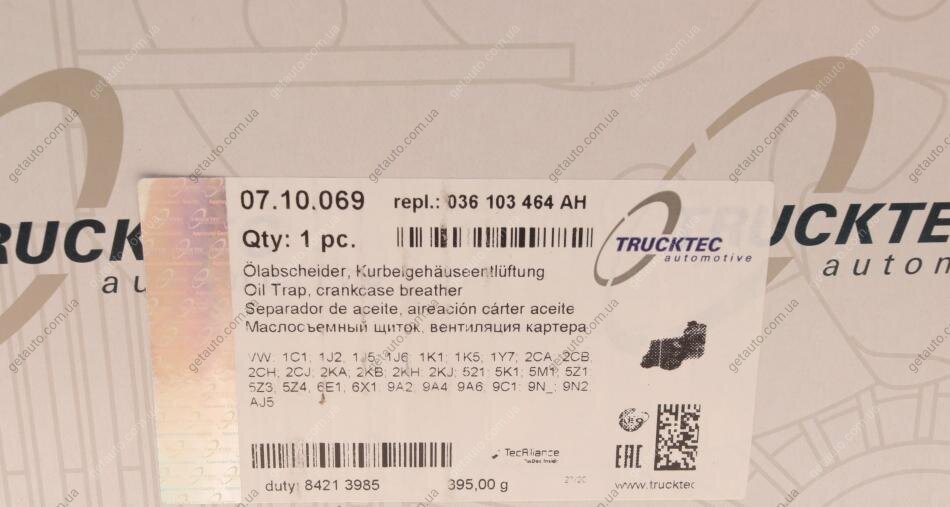 07.10.069 repl.: 036 103 464 AH
Qty: 1 pc.
TRUCKTEC
automotive
Ölabscheider, Kurbelgehäuseentlüftung
Oil Trap, crankcase breather
Separador de aceite, aireación cárter aceite
Маслосъемный щиток, вентиляция картера
VW: 1C1; 1J2; 1J5; 1J6; 1K1; 1K5; 1Y7; 2CA; 2CB;
2CH; 2CJ; 2KA; 2KB; 2KH; 2KJ; 521; 5K1; 5M1; 5Z1;
5Z3; 5Z4; 6E1; 6X1; 9A2; 9A4; 9A6; 9C1; 9N_; 9N2;
AJ5
TecAlliance
EAC
duty: 8421 3985 395,00 g
www.trucktec
RUCK
TRUCKTEC
autom
getauto.com.ua